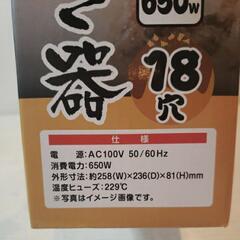 650W
器
18
穴
仕様
電 源:AC100V 50/60Hz
消費電力:650W
外形寸法:約258(W)×236(D)×81(H)mm
温度ヒューズ:229℃
※写真はイメージ画像です。